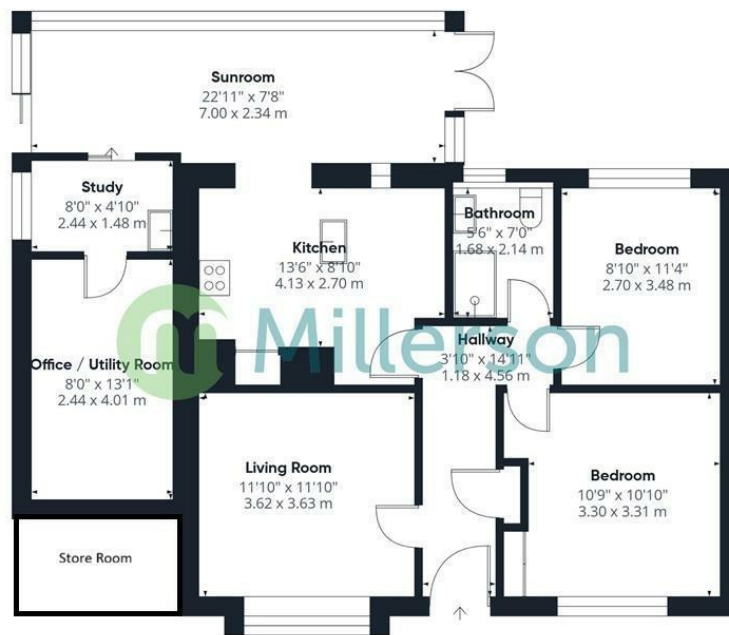 Sunroom
22'11" x 7'8"
7.00 x 2.34 m
Study
8'0" x 4'10"
2.44 x 1.48 m
Kitchen
13'6" x 8'10"
4.13 x 2.70 m
Bathroom
5'6" x 7'0"
1.68 x 2.14 m
Bedroom
8'10" x 11'4"
2.70 x 3.48 m
Millerson
Hallway
3'10" x 14'11"
1.18 x 4.56 m
Office / Utility Room
8'0" x 13'1"
2.44 x 4.01 m
Living Room
11'10" x 11'10"
3.62 x 3.63 m
Bedroom
10'9" x 10'10"
3.30 x 3.31 m
Store Room